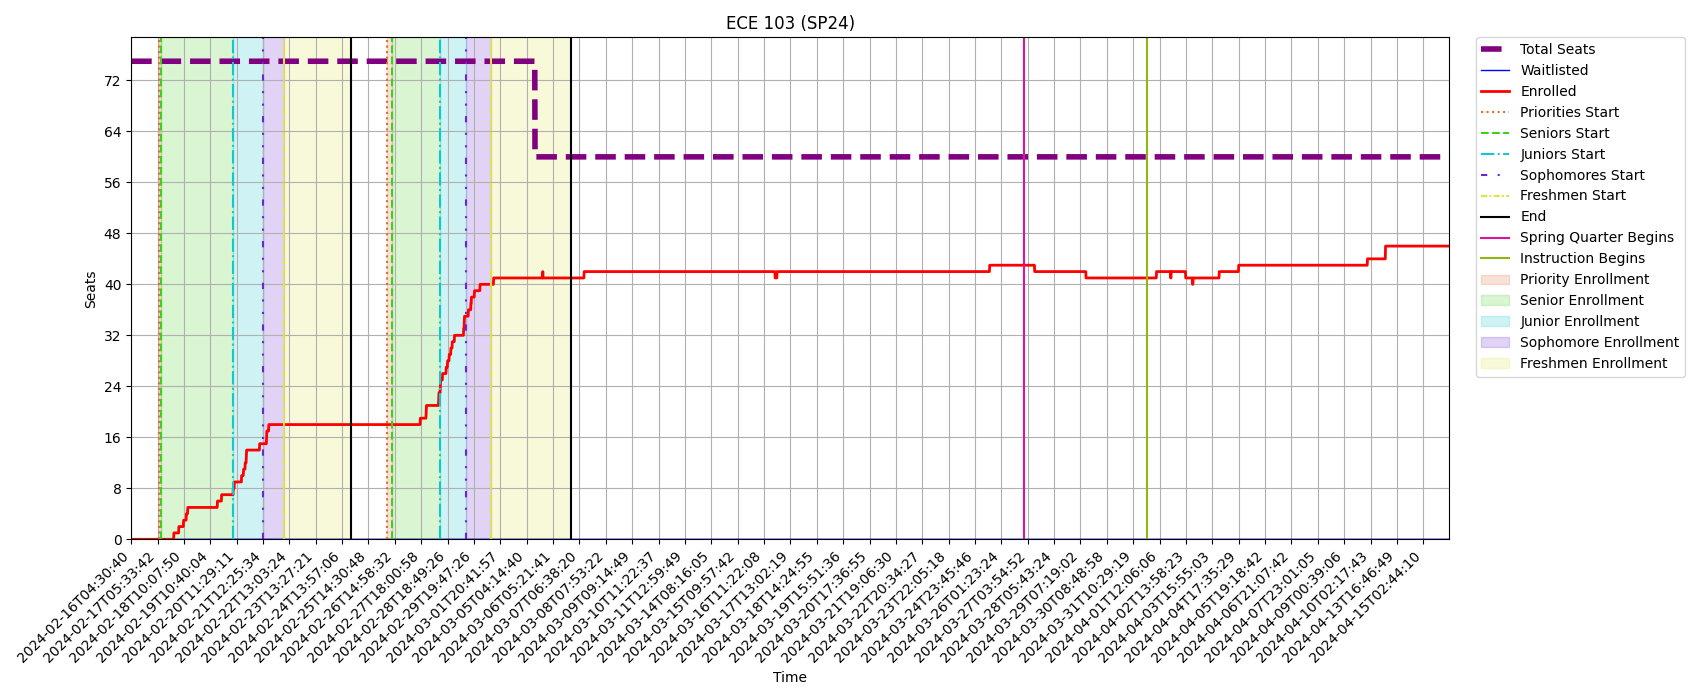 ECE 103 (SP24)
Seats
72
64
56
48
40
32
24
16
8
0
2024-02-16T04:30:40
2024-02-17T05:33:42
2024-02-18T10:07:50
2024-02-19T10:40:04
2024-02-20T11:29:11
2024-02-21T12:25:34
2024-02-22T13:03:24
2024-02-23T13:27:21
2024-02-24T13:57:06
2024-02-25T14:30:48
2024-02-26T14:58:32
2024-02-27T18:00:58
2024-02-28T18:49:26
2024-02-29T19:47:26
2024-03-01T20:41:57
2024-03-05T04:14:40
2024-03-06T05:21:41
2024-03-07T06:38:20
2024-03-08T07:53:22
2024-03-09T09:14:49
2024-03-10T11:22:37
2024-03-11T12:59:49
2024-03-14T08:16:05
2024-03-15T09:57:42
2024-03-16T11:22:08
2024-03-17T13:02:19
2024-03-18T14:24:55
2024-03-19T15:51:36
2024-03-20T17:36:55
2024-03-21T19:06:30
2024-03-22T20:34:27
2024-03-23T22:05:18
2024-03-24T23:45:46
2024-03-26T01:23:24
2024-03-27T03:54:52
2024-03-28T05:43:24
2024-03-29T07:19:02
2024-03-30T08:48:58
2024-03-31T10:29:19
2024-04-01T12:06:06
2024-04-02T13:58:23
2024-04-03T15:55:03
2024-04-04T17:35:29
2024-04-05T19:18:42
2024-04-06T21:07:42
2024-04-07T23:01:05
2024-04-09T00:39:06
2024-04-10T02:17:43
2024-04-13T16:46:49
2024-04-15T02:44:10
Time
Total Seats
Waitlisted
Enrolled
Priorities Start
Seniors Start
Juniors Start
Sophomores Start
Freshmen Start
End
Spring Quarter Begins
Instruction Begins
Priority Enrollment
Senior Enrollment
Junior Enrollment
Sophomore Enrollment
Freshmen Enrollment